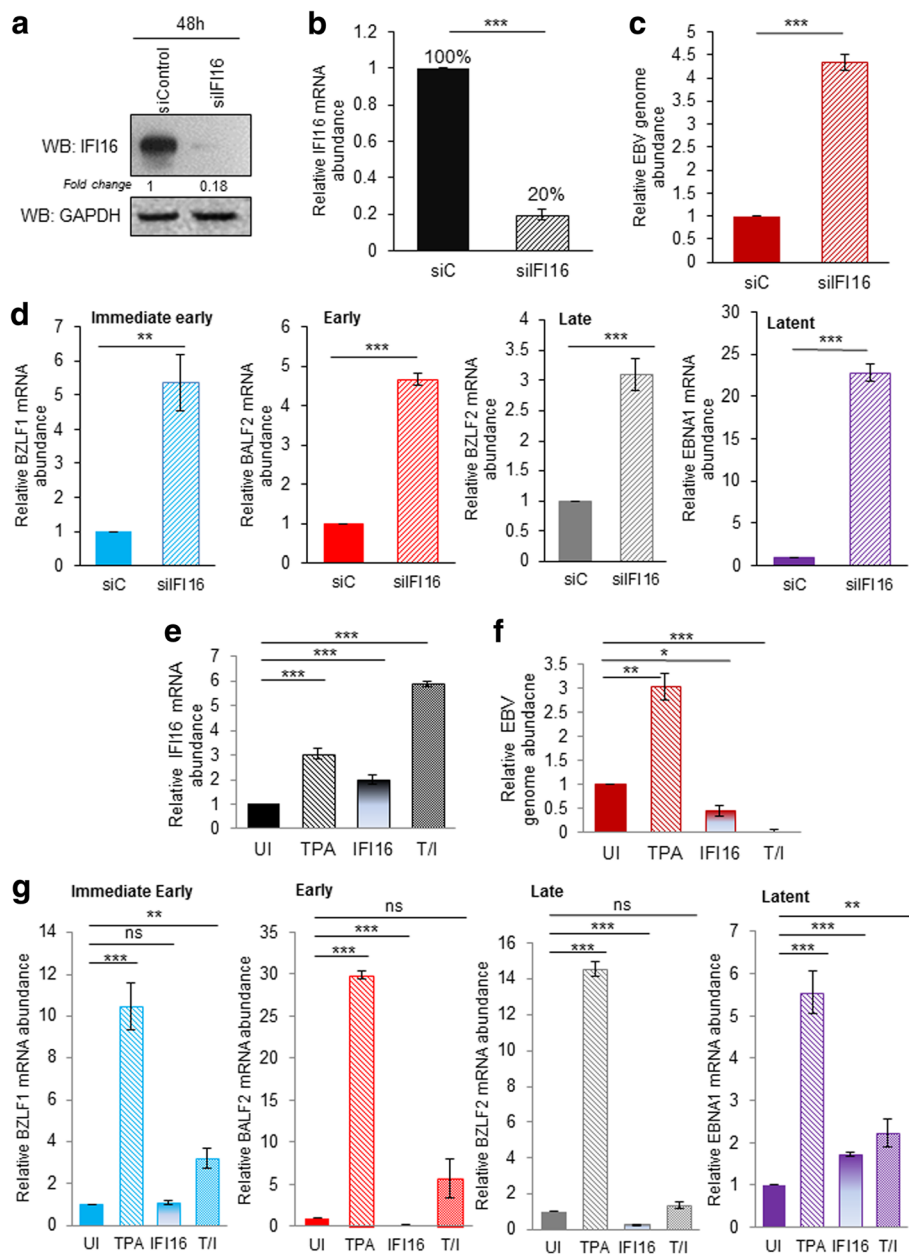 a
48h
siControl
siIFI16
WB: IFI16
Fold change 1 0.18
WB: GAPDH
b
***
Relative IFI16 mRNA
abundance
1.2
1
0.8
0.6
0.4
0.2
0
100%
20%
siC siIFI16
c
***
Relative EBV genome
abundance
5
4.5
4
3.5
3
2.5
2
1.5
1
0.5
0
siC siIFI16
d
Immediate early
**
Relative BZLF1 mRNA
abundance
7
6
5
4
3
2
1
0
siC siIFI16
Early
***
Relative BALF2 mRNA
abundance
6
5
4
3
2
1
0
siC siIFI16
Late
***
Relative BZLF2 mRNA
abundance
4
3.5
3
2.5
2
1.5
1
0.5
0
siC siIFI16
Latent
***
Relative EBNA1 mRNA
abundance
30
25
20
15
10
5
0
siC siIFI16
e
***
***
***
Relative IFI16 mRNA
abundance
7
6
5
4
3
2
1
0
UI TPA IFI16 T/I
f
***
*
**
Relative EBV
genome abundacne
3.5
3
2.5
2
1.5
1
0.5
0
UI TPA IFI16 T/I
g
Immediate Early
**
ns
***
Relative BZLF1 mRNA abundance
14
12
10
8
6
4
2
0
UI TPA IFI16 T/I
Early
ns
***
***
Relative BALF2 mRNA abundance
35
30
25
20
15
10
5
0
UI TPA IFI16 T/I
Late
ns
***
***
Relative BZLF2 mRNA abundance
16
14
12
10
8
6
4
2
0
UI TPA IFI16 T/I
Latent
**
***
***
Relative EBNA1 mRNA abundance
7
6
5
4
3
2
1
0
UI TPA IFI16 T/I